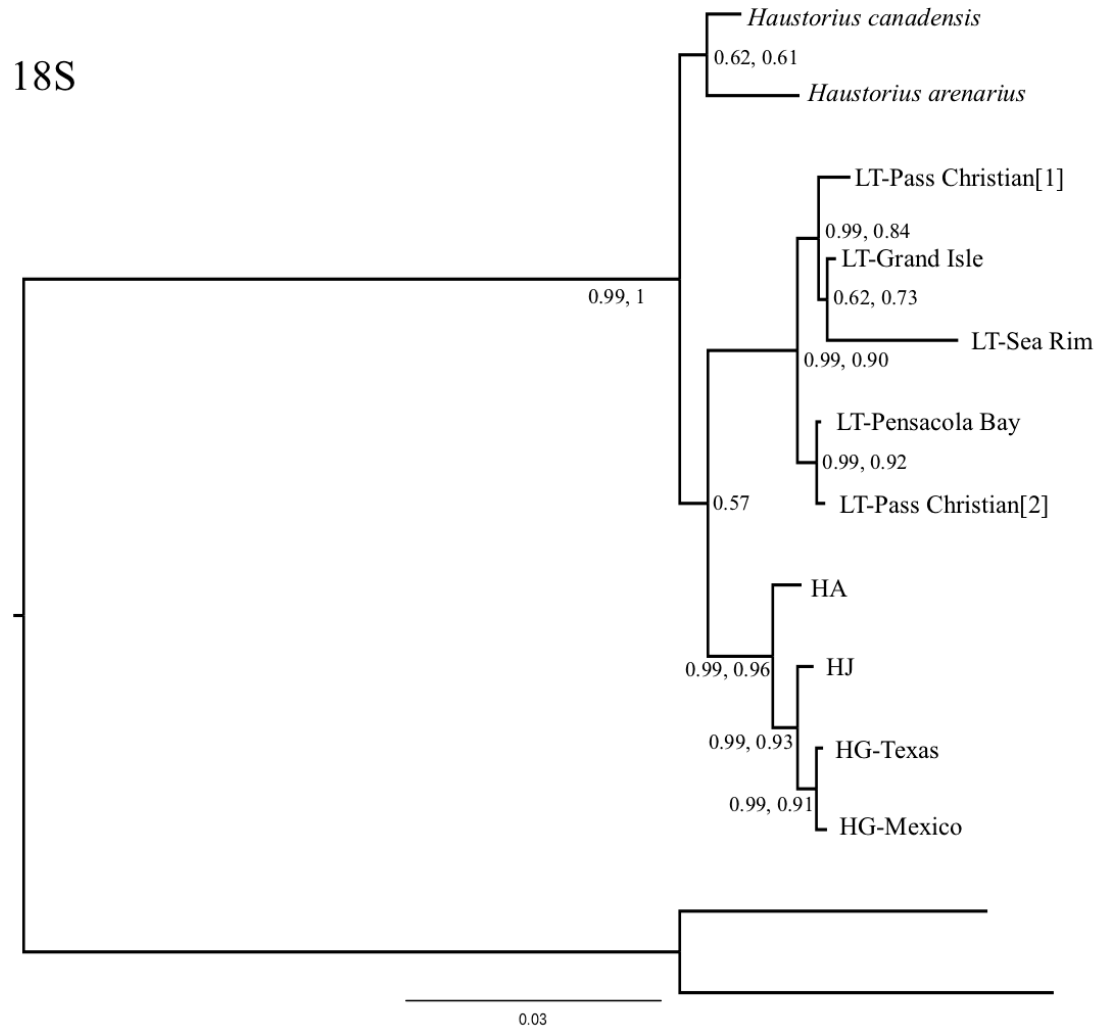 18S
Haustorius canadensis
0.62, 0.61
Haustorius arenarius
LT-Pass Christian[1]
0.99, 0.84
LT-Grand Isle
0.99, 1
0.62, 0.73
LT-Sea Rim
0.99, 0.90
LT-Pensacola Bay
0.99, 0.92
0.57
LT-Pass Christian[2]
HA
0.99, 0.96
HJ
0.99, 0.93
HG-Texas
0.99, 0.91
HG-Mexico
0.03